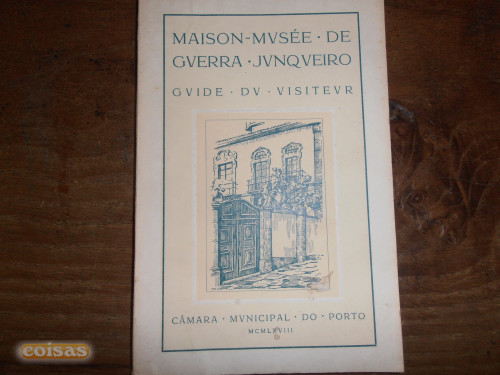 MAISON-MVSÉE · DE
GVERRA · JVNQVEIRO
GVIDE · DV · VISITEVR
CÂMARA · MVNICIPAL · DO · PORTO
MCMLXVIII
coisas